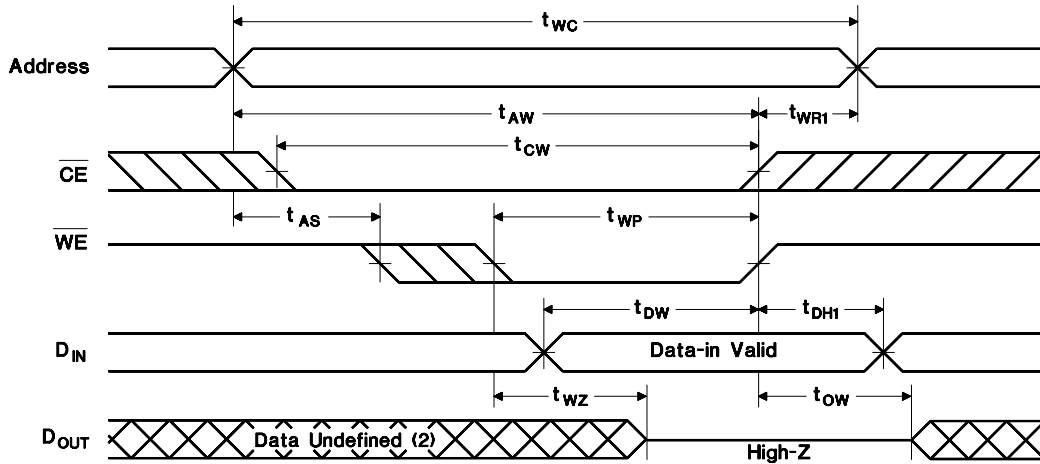 tWC
Address
tAW
tWR1
tCW
CE
tAS
tWP
WE
tDW
tDH1
DIN
Data-in Valid
tWZ
tOW
DOUT
Data Undefined (2)
High-Z